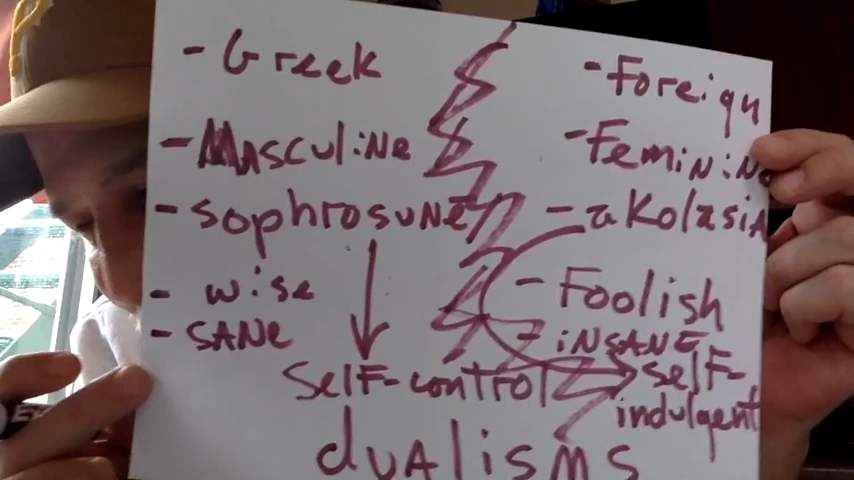 - Greek
- Masculine
- Sophrosune
- wise
- SANE
Self-control
- Foreign
- Feminine
- akolasia
- Foolish
- iNSANE
Self-
indulgent
dualisms